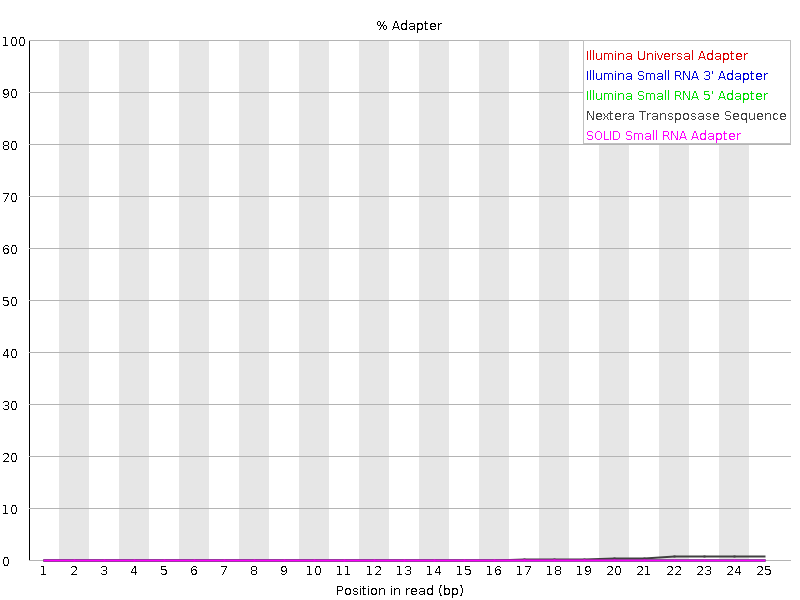 % Adapter
100
90
80
70
60
50
40
30
20
10
0
Illumina Universal Adapter
Illumina Small RNA 3' Adapter
Illumina Small RNA 5' Adapter
Nextera Transposase Sequence
SOLID Small RNA Adapter
1 2 3 4 5 6 7 8 9 10 11 12 13 14 15 16 17 18 19 20 21 22 23 24 25
Position in read (bp)